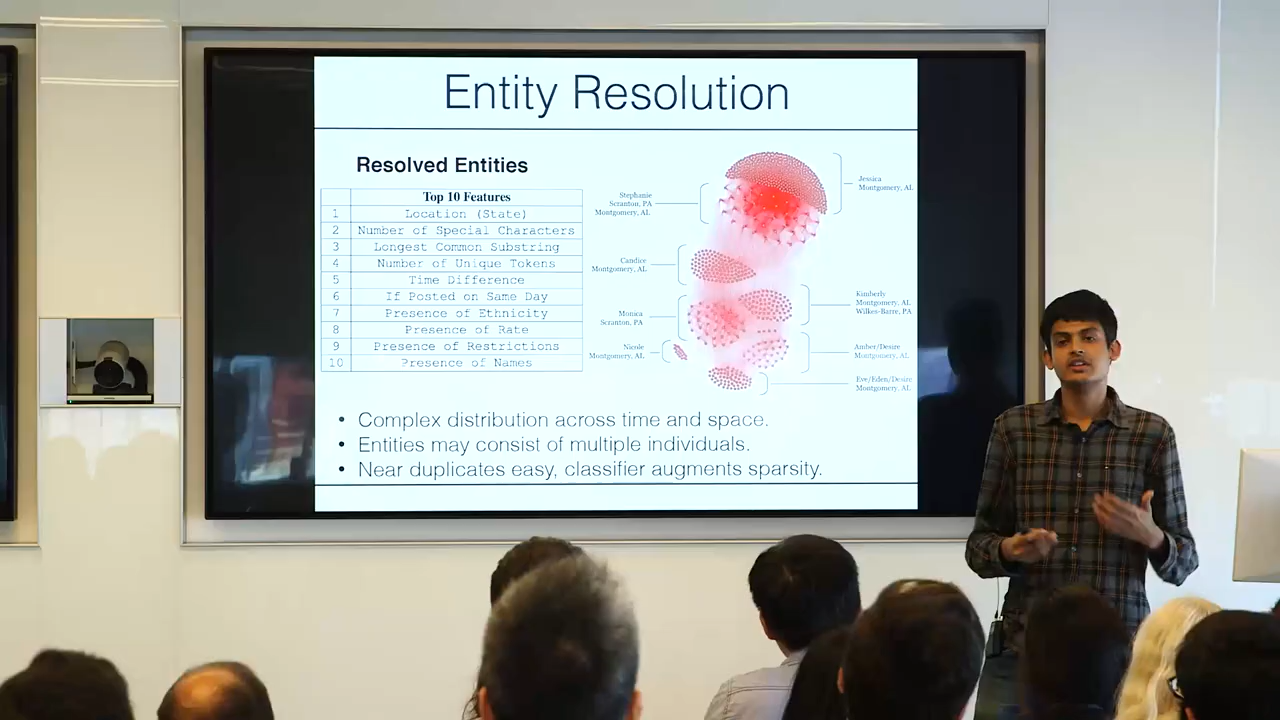 Entity Resolution
Resolved Entities
Top 10 Features
1 Location (State)
2 Number of Special Characters
3 Longest Common Substring
4 Number of Unique Tokens
5 Time Difference
6 If Posted on Same Day
7 Presence of Ethnicity
8 Presence of Rate
9 Presence of Restrictions
10 Presence of Names
Stephanie
Scranton, PA
Montgomery, AL
Candice
Montgomery, AL
Monica
Scranton, PA
Nicole
Montgomery, AL
Jessica
Montgomery, AL
Kimberly
Montgomery, AL
Wilkes-Barre, PA
Amber/Desire
Montgomery, AL
Eve/Eden/Desire
Montgomery, AL
• Complex distribution across time and space.
• Entities may consist of multiple individuals.
• Near duplicates easy, classifier augments sparsity.